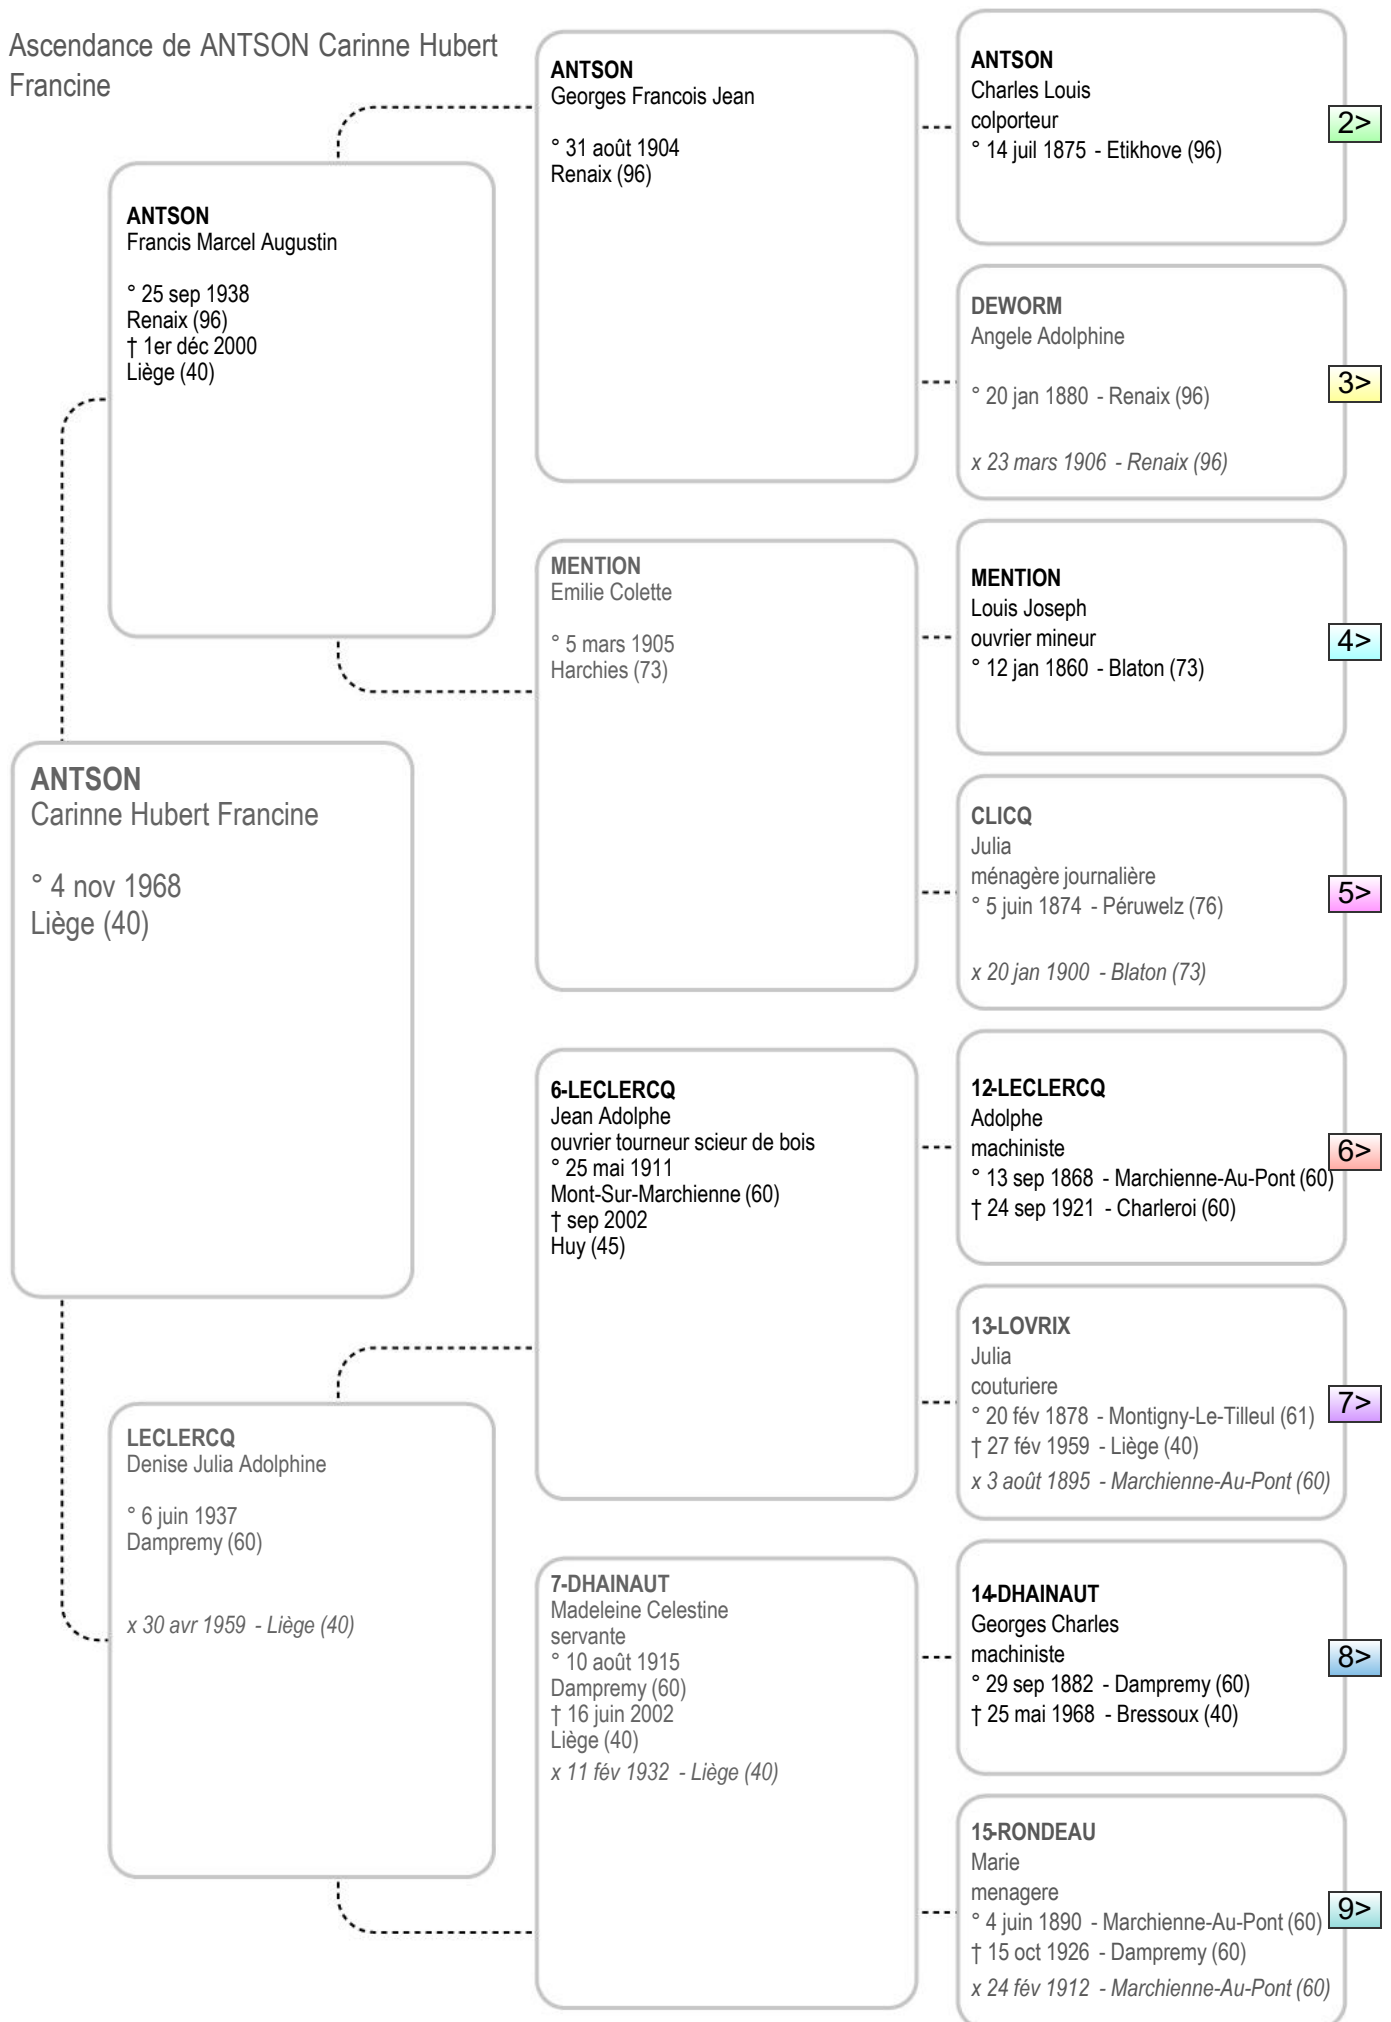 Ascendance de ANTSON Carinne Hubert
Francine
ANTSON
Carinne Hubert Francine
° 4 nov 1968
Liège (40)
ANTSON
Francis Marcel Augustin
° 25 sep 1938
Renaix (96)
† 1er déc 2000
Liège (40)
LECLERCQ
Denise Julia Adolphine
° 6 juin 1937
Dampremy (60)
x 30 avr 1959 - Liège (40)
ANTSON
Georges Francois Jean
° 31 août 1904
Renaix (96)
MENTION
Emilie Colette
° 5 mars 1905
Harchies (73)
6-LECLERCQ
Jean Adolphe
ouvrier tourneur scieur de bois
° 25 mai 1911
Mont-Sur-Marchienne (60)
† sep 2002
Huy (45)
7-DHAINAUT
Madeleine Celestine
servante
° 10 août 1915
Dampremy (60)
† 16 juin 2002
Liège (40)
x 11 fév 1932 - Liège (40)
ANTSON
Charles Louis
colporteur
° 14 juil 1875 - Etikhove (96)
2>
DEWORM
Angele Adolphine
° 20 jan 1880 - Renaix (96)
x 23 mars 1906 - Renaix (96)
3>
MENTION
Louis Joseph
ouvrier mineur
° 12 jan 1860 - Blaton (73)
4>
CLICQ
Julia
ménagère journalière
° 5 juin 1874 - Péruwelz (76)
x 20 jan 1900 - Blaton (73)
5>
12-LECLERCQ
Adolphe
machiniste
° 13 sep 1868 - Marchienne-Au-Pont (60)
† 24 sep 1921 - Charleroi (60)
6>
13-LOVRIX
Julia
couturiere
° 20 fév 1878 - Montigny-Le-Tilleul (61)
† 27 fév 1959 - Liège (40)
x 3 août 1895 - Marchienne-Au-Pont (60)
7>
14-DHAINAUT
Georges Charles
machiniste
° 29 sep 1882 - Dampremy (60)
† 25 mai 1968 - Bressoux (40)
8>
15-RONDEAU
Marie
menagere
° 4 juin 1890 - Marchienne-Au-Pont (60)
† 15 oct 1926 - Dampremy (60)
x 24 fév 1912 - Marchienne-Au-Pont (60)
9>